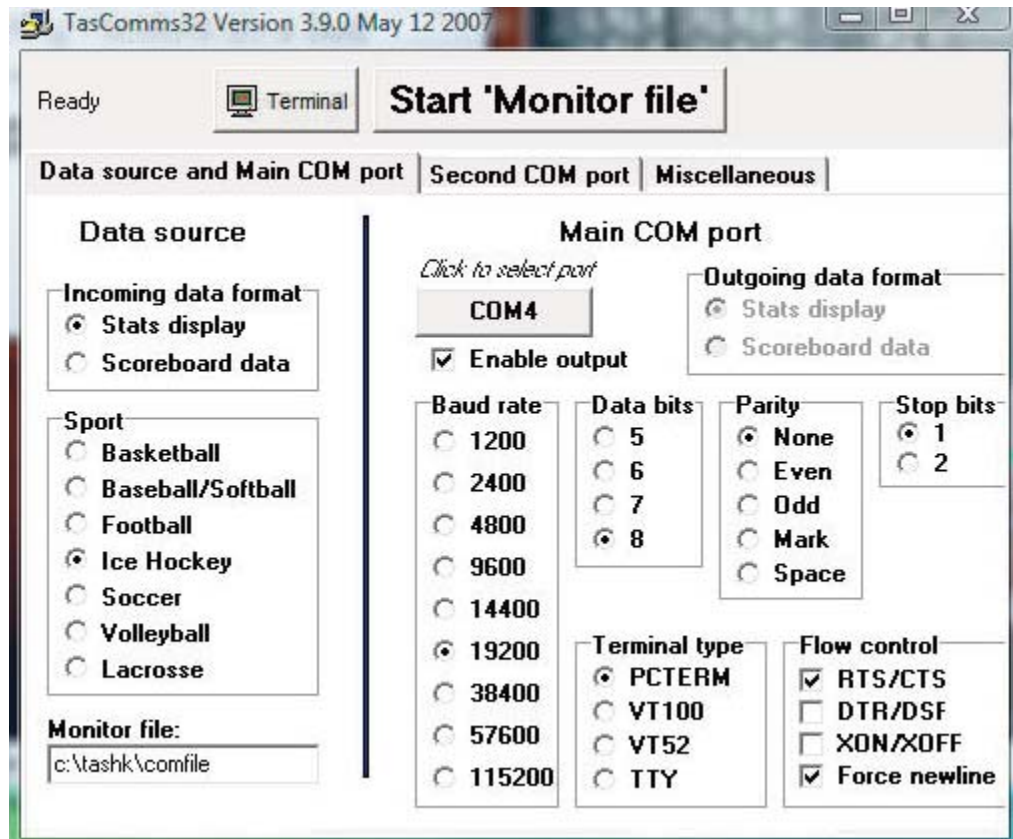 TasComms32 Version 3.9.0 May 12 2007
Ready
Terminal
Start 'Monitor file'
Data source and Main COM port
Second COM port
Miscellaneous
Data source
Incoming data format
Stats display
Scoreboard data
Sport
Basketball
Baseball/Softball
Football
Ice Hockey
Soccer
Volleyball
Lacrosse
Monitor file:
c:\tashk\comfile
Main COM port
Click to select port
COM4
Enable output
Outgoing data format
Stats display
Scoreboard data
Baud rate
1200
2400
4800
9600
14400
19200
38400
57600
115200
Data bits
5
6
7
8
Parity
None
Even
Odd
Mark
Space
Stop bits
1
2
Terminal type
PCTERM
VT100
VT52
TTY
Flow control
RTS/CTS
DTR/DSF
XON/XOFF
Force newline